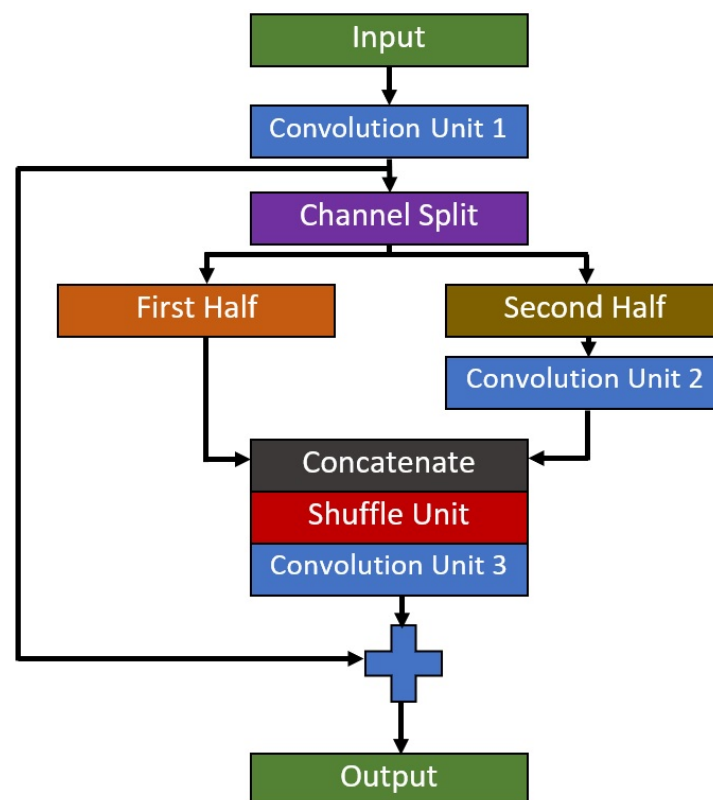 Input
Convolution Unit 1
Channel Split
First Half
Second Half
Convolution Unit 2
Concatenate
Shuffle Unit
Convolution Unit 3
Output